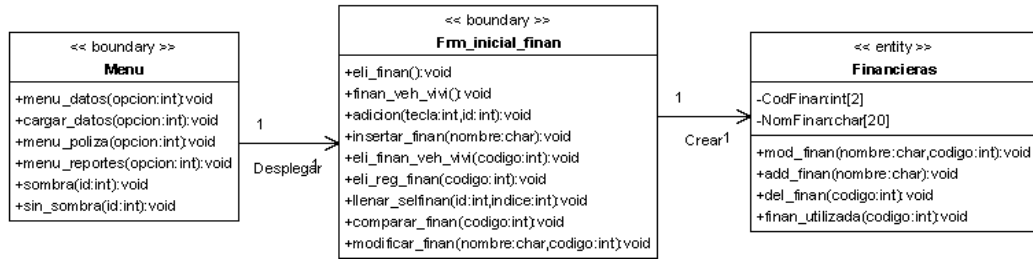 << boundary >>
Menu
+menu_datos(opcion:int):void
+cargar_datos(opcion:int):void
+menu_poliza(opcion:int):void
+menu_reportes(opcion:int):void
+sombra(id:int):void
+sin_sombra(id:int):void
1
Desplegar
1
<< boundary >>
Frm_inicial_finan
+eli_finan():void
+finan_veh_vivi():void
+adicion(tecla:int,id:int):void
+insertar_finan(nombre:char):void
+eli_finan_veh_vivi(codigo:int):void
+eli_reg_finan(codigo:int):void
+llenar_selfinan(id:int,indice:int):void
+comparar_finan(codigo:int):void
+modificar_finan(nombre:char,codigo:int):void
1
Crear
1
<< entity >>
Financieras
-CodFinan:int[2]
-NomFinan:char[20]
+mod_finan(nombre:char,codigo:int):void
+add_finan(nombre:char):void
+del_finan(codigo:int):void
+finan_utilizada(codigo:int):void